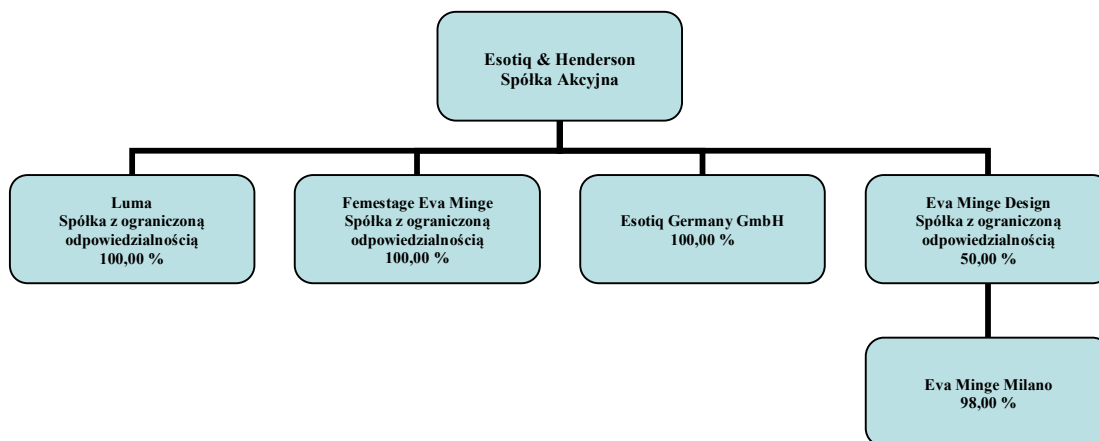 Esotiq & Henderson
Spółka Akcyjna
Luma
Spółka z ograniczoną
odpowiedzialnością
100,00 %
Femestage Eva Minge
Spółka z ograniczoną
odpowiedzialnością
100,00 %
Esotiq Germany GmbH
100,00 %
Eva Minge Design
Spółka z ograniczoną
odpowiedzialnością
50,00 %
Eva Minge Milano
98,00 %